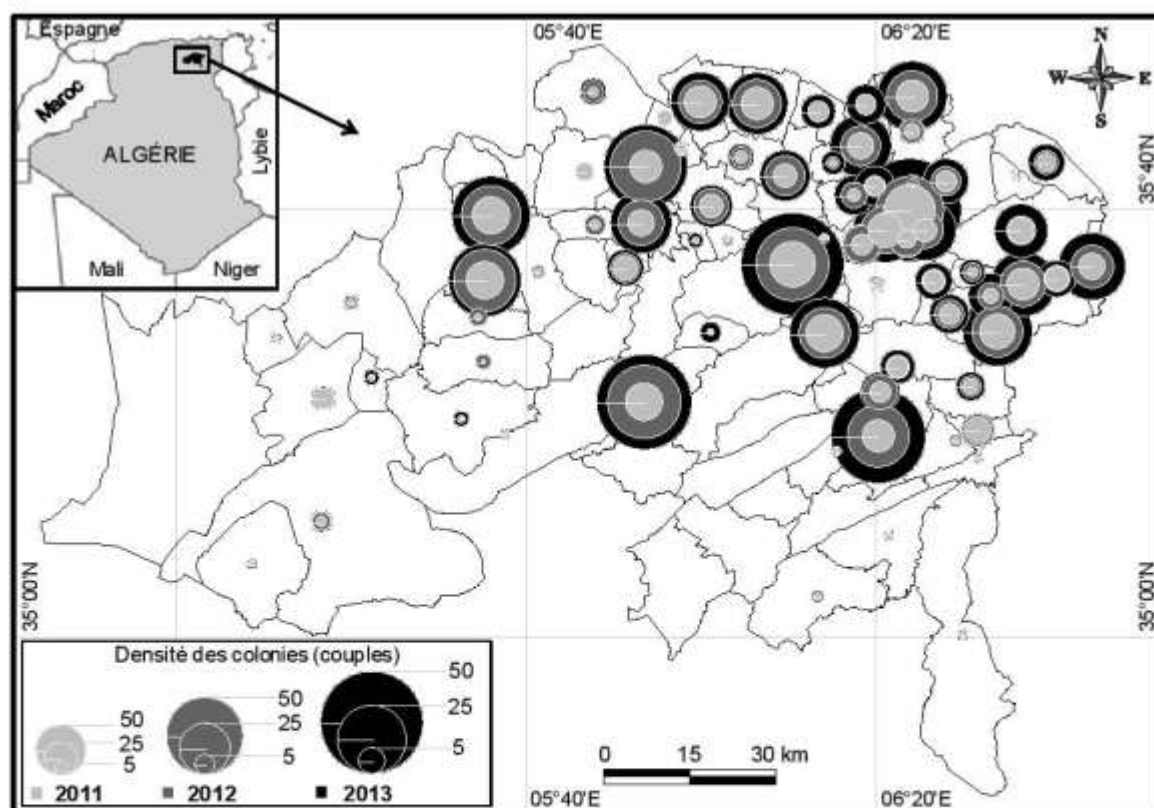 Espagne
Maroc
ALGÉRIE
Lybie
Mali
Niger
05°40'E
06°20'E
N
W
E
S
35°40'N
35°40'N
35°00'N
35°00'N
Densité des colonies (couples)
50
25
5
50
25
5
50
25
5
2011
2012
2013
0
15
30 km
05°40'E
06°20'E